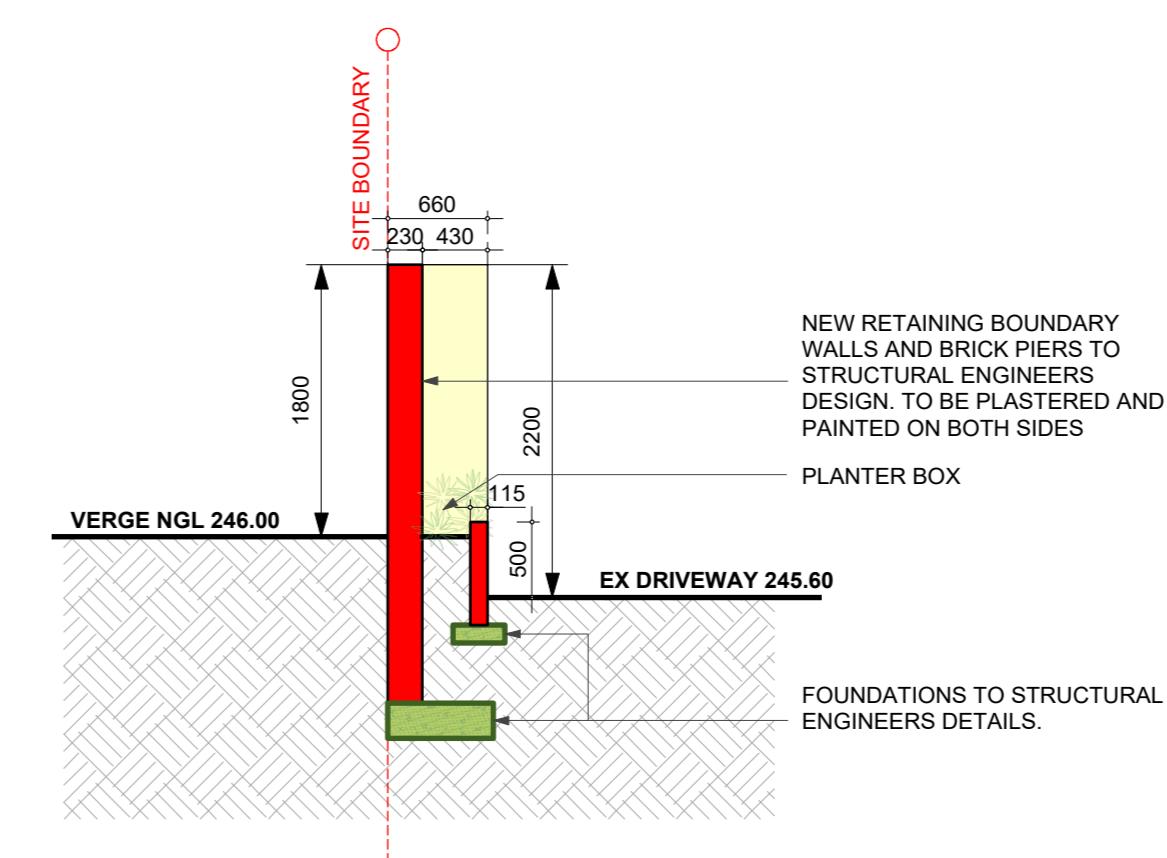 SITE BOUNDARY
660
230 430
1800
2200
NEW RETAINING BOUNDARY
WALLS AND BRICK PIERS TO
STRUCTURAL ENGINEERS
DESIGN. TO BE PLASTERED AND
PAINTED ON BOTH SIDES
PLANTER BOX
115
VERGE NGL 246.00
500
EX DRIVEWAY 245.60
FOUNDATIONS TO STRUCTURAL
ENGINEERS DETAILS.